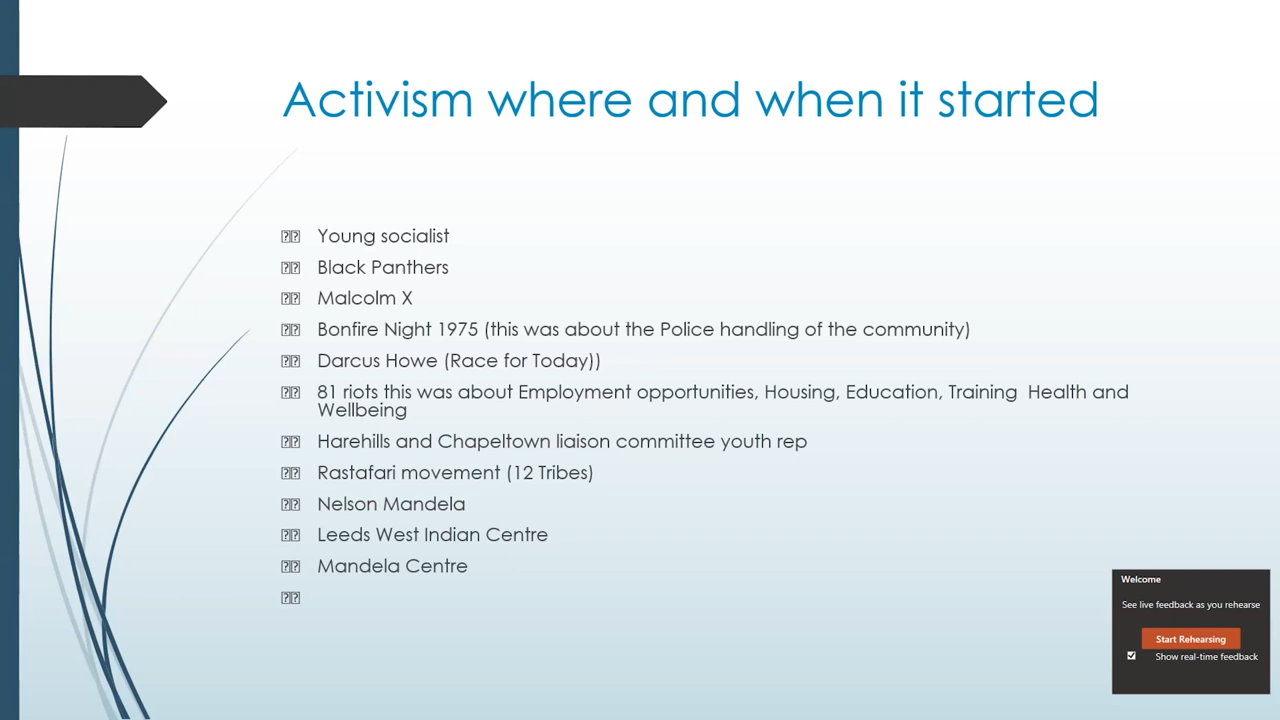 Activism where and when it started
Young socialist
Black Panthers
Malcolm X
Bonfire Night 1975 (this was about the Police handling of the community)
Darcus Howe (Race for Today))
81 riots this was about Employment opportunities, Housing, Education, Training  Health and
Wellbeing
Harehills and Chapeltown liaison committee youth rep
Rastafari movement (12 Tribes)
Nelson Mandela
Leeds West Indian Centre
Mandela Centre
Welcome
See live feedback as you rehearse
Start Rehearsing
Show real-time feedback